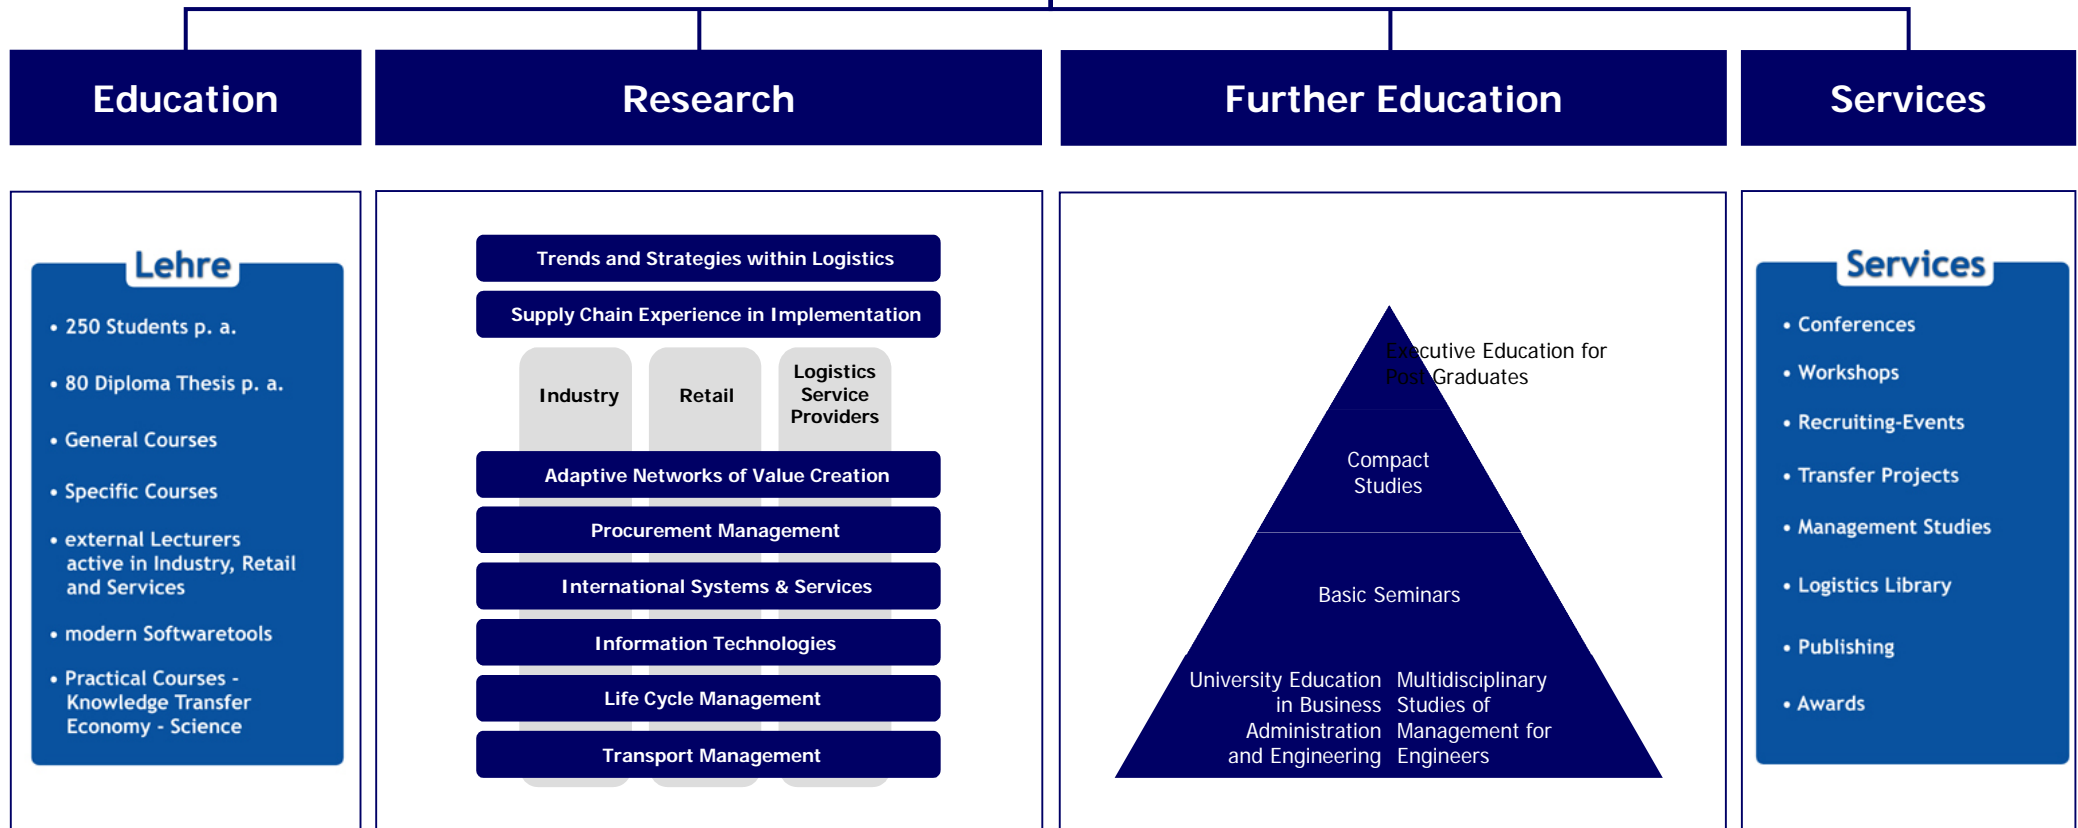 Education
Research
Further Education
Services
Lehre
• 250 Students p. a.
• 80 Diploma Thesis p. a.
• General Courses
• Specific Courses
• external Lecturers
active in Industry, Retail
and Services
• modern Softwaretools
• Practical Courses -
Knowledge Transfer
Economy - Science
Trends and Strategies within Logistics
Supply Chain Experience in Implementation
Industry
Retail
Logistics
Service
Providers
Adaptive Networks of Value Creation
Procurement Management
International Systems & Services
Information Technologies
Life Cycle Management
Transport Management
Executive Education for
Post Graduates
Compact
Studies
Basic Seminars
University Education
in Business
Administration
and Engineering
Multidisciplinary
Studies of
Management for
Engineers
Services
• Conferences
• Workshops
• Recruiting-Events
• Transfer Projects
• Management Studies
• Logistics Library
• Publishing
• Awards